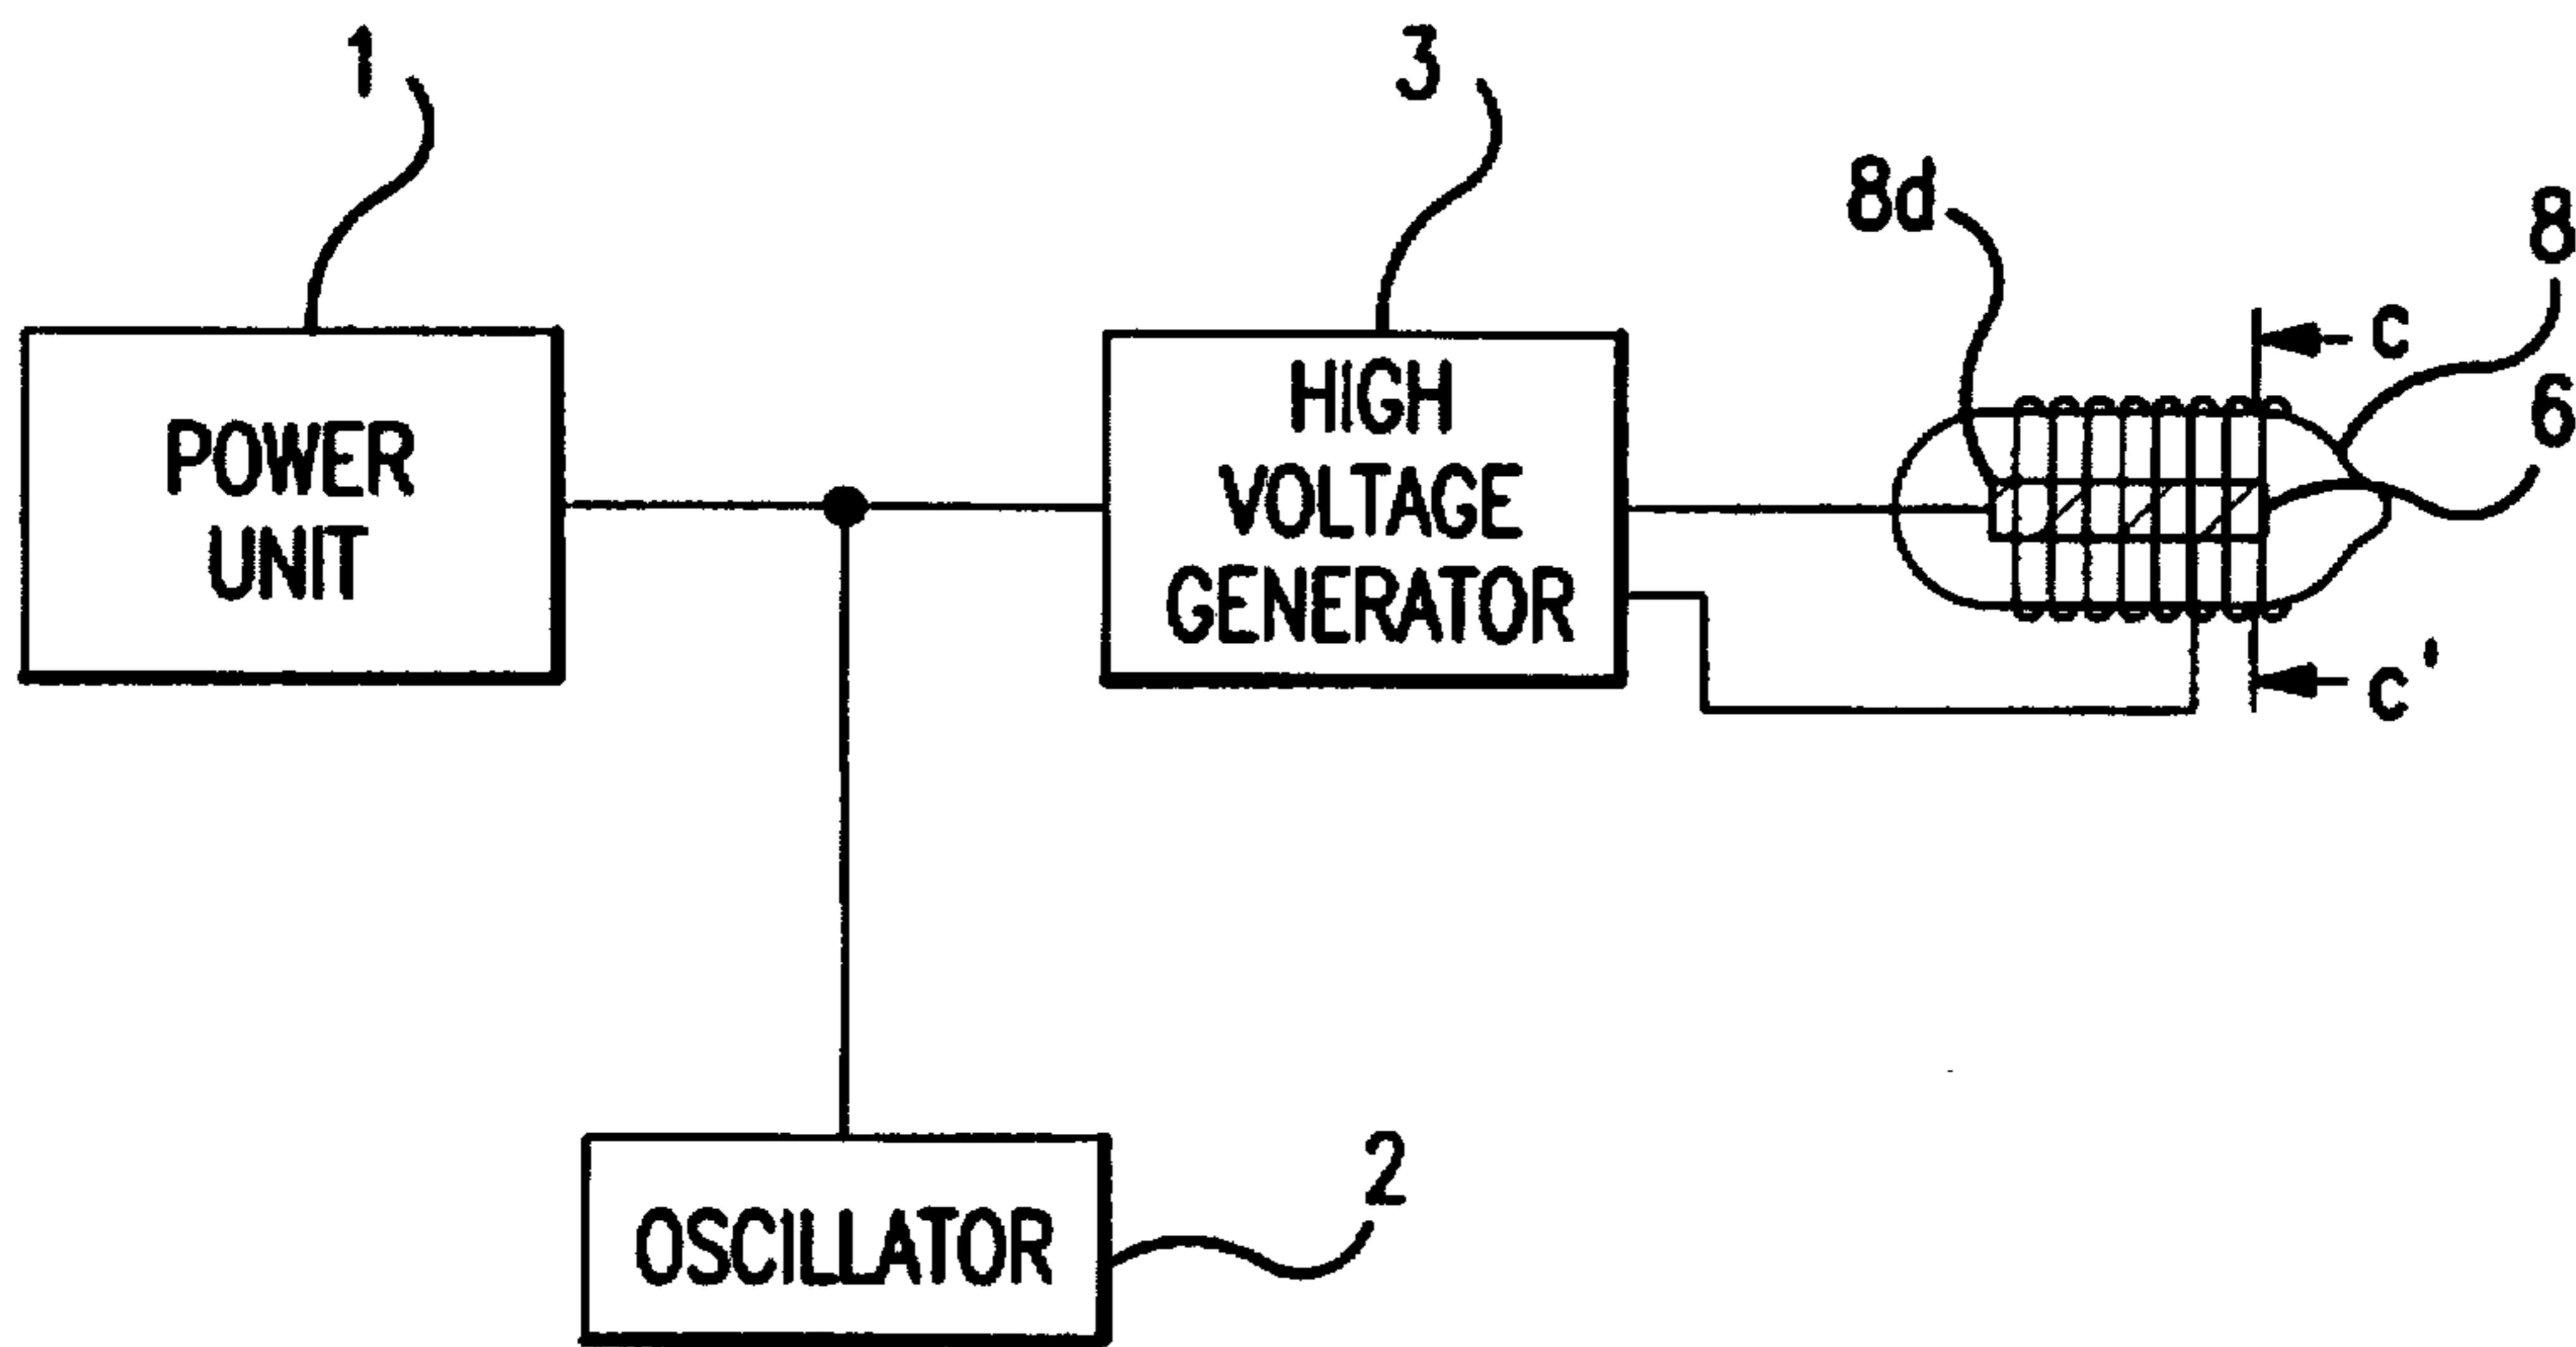 1
3
8d
8
C
6
POWER
UNIT
HIGH
VOLTAGE
GENERATOR
C'
2
OSCILLATOR